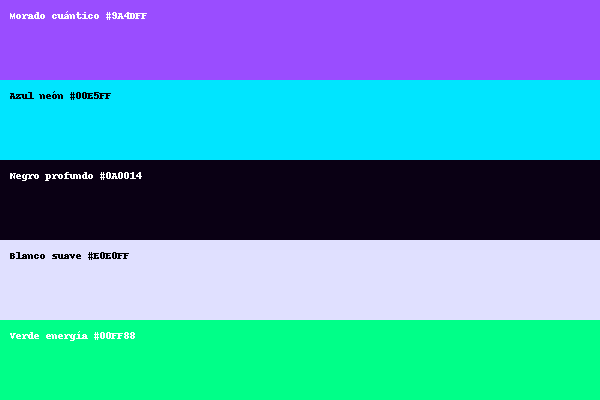 Morado cuántico #9A4DFF
Azul neón #00E5FF
Negro profundo #0A0014
Blanco suave #E0E0FF
Verde energía #00FF88